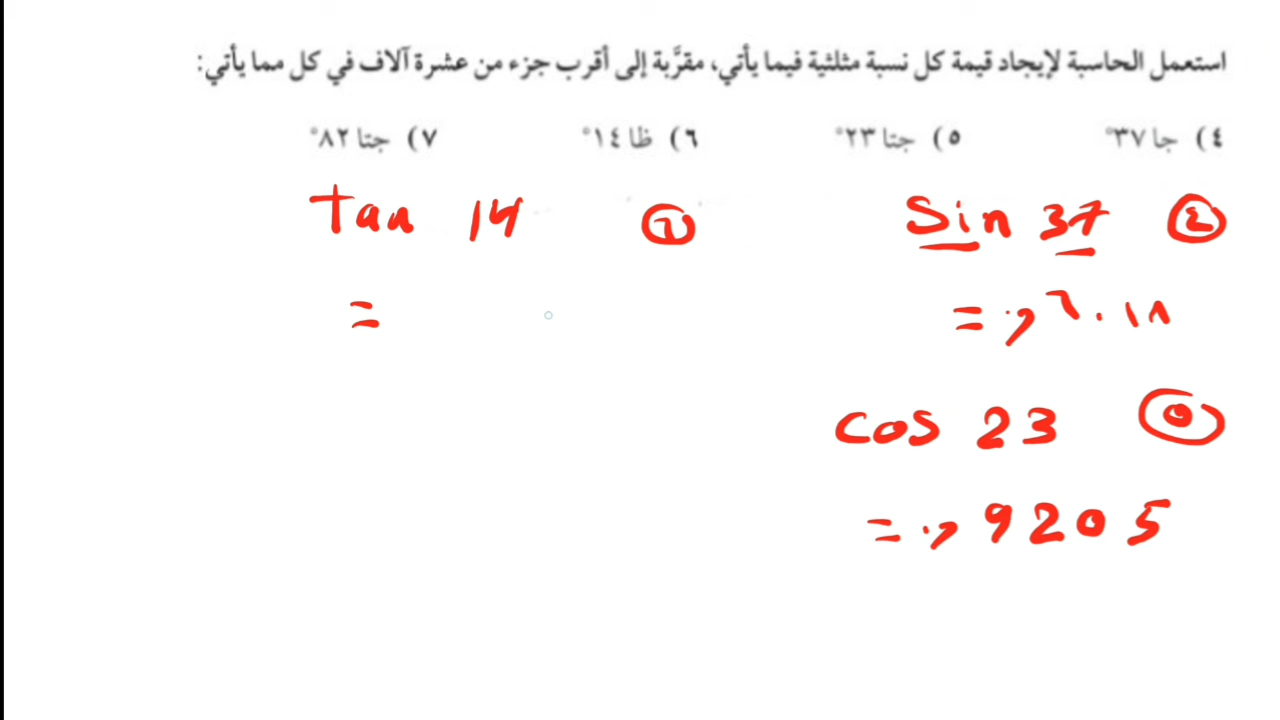 استعمل الحاسبة لإيجاد قيمة كل نسبة مثلثية فيما يأتي، مقرَّبة إلى أقرب جزء من عشرة آلاف في كل مما يأتي:
٤) جا ٣٧° ٥) جتا ٢٣° ٦) ظا ١٤° ٧) جتا ٨٢°
Sin 37 ٤
= ٠,٦٠١٨
cos 23 ٥
= ٠,9205
tan 14 ٦
=